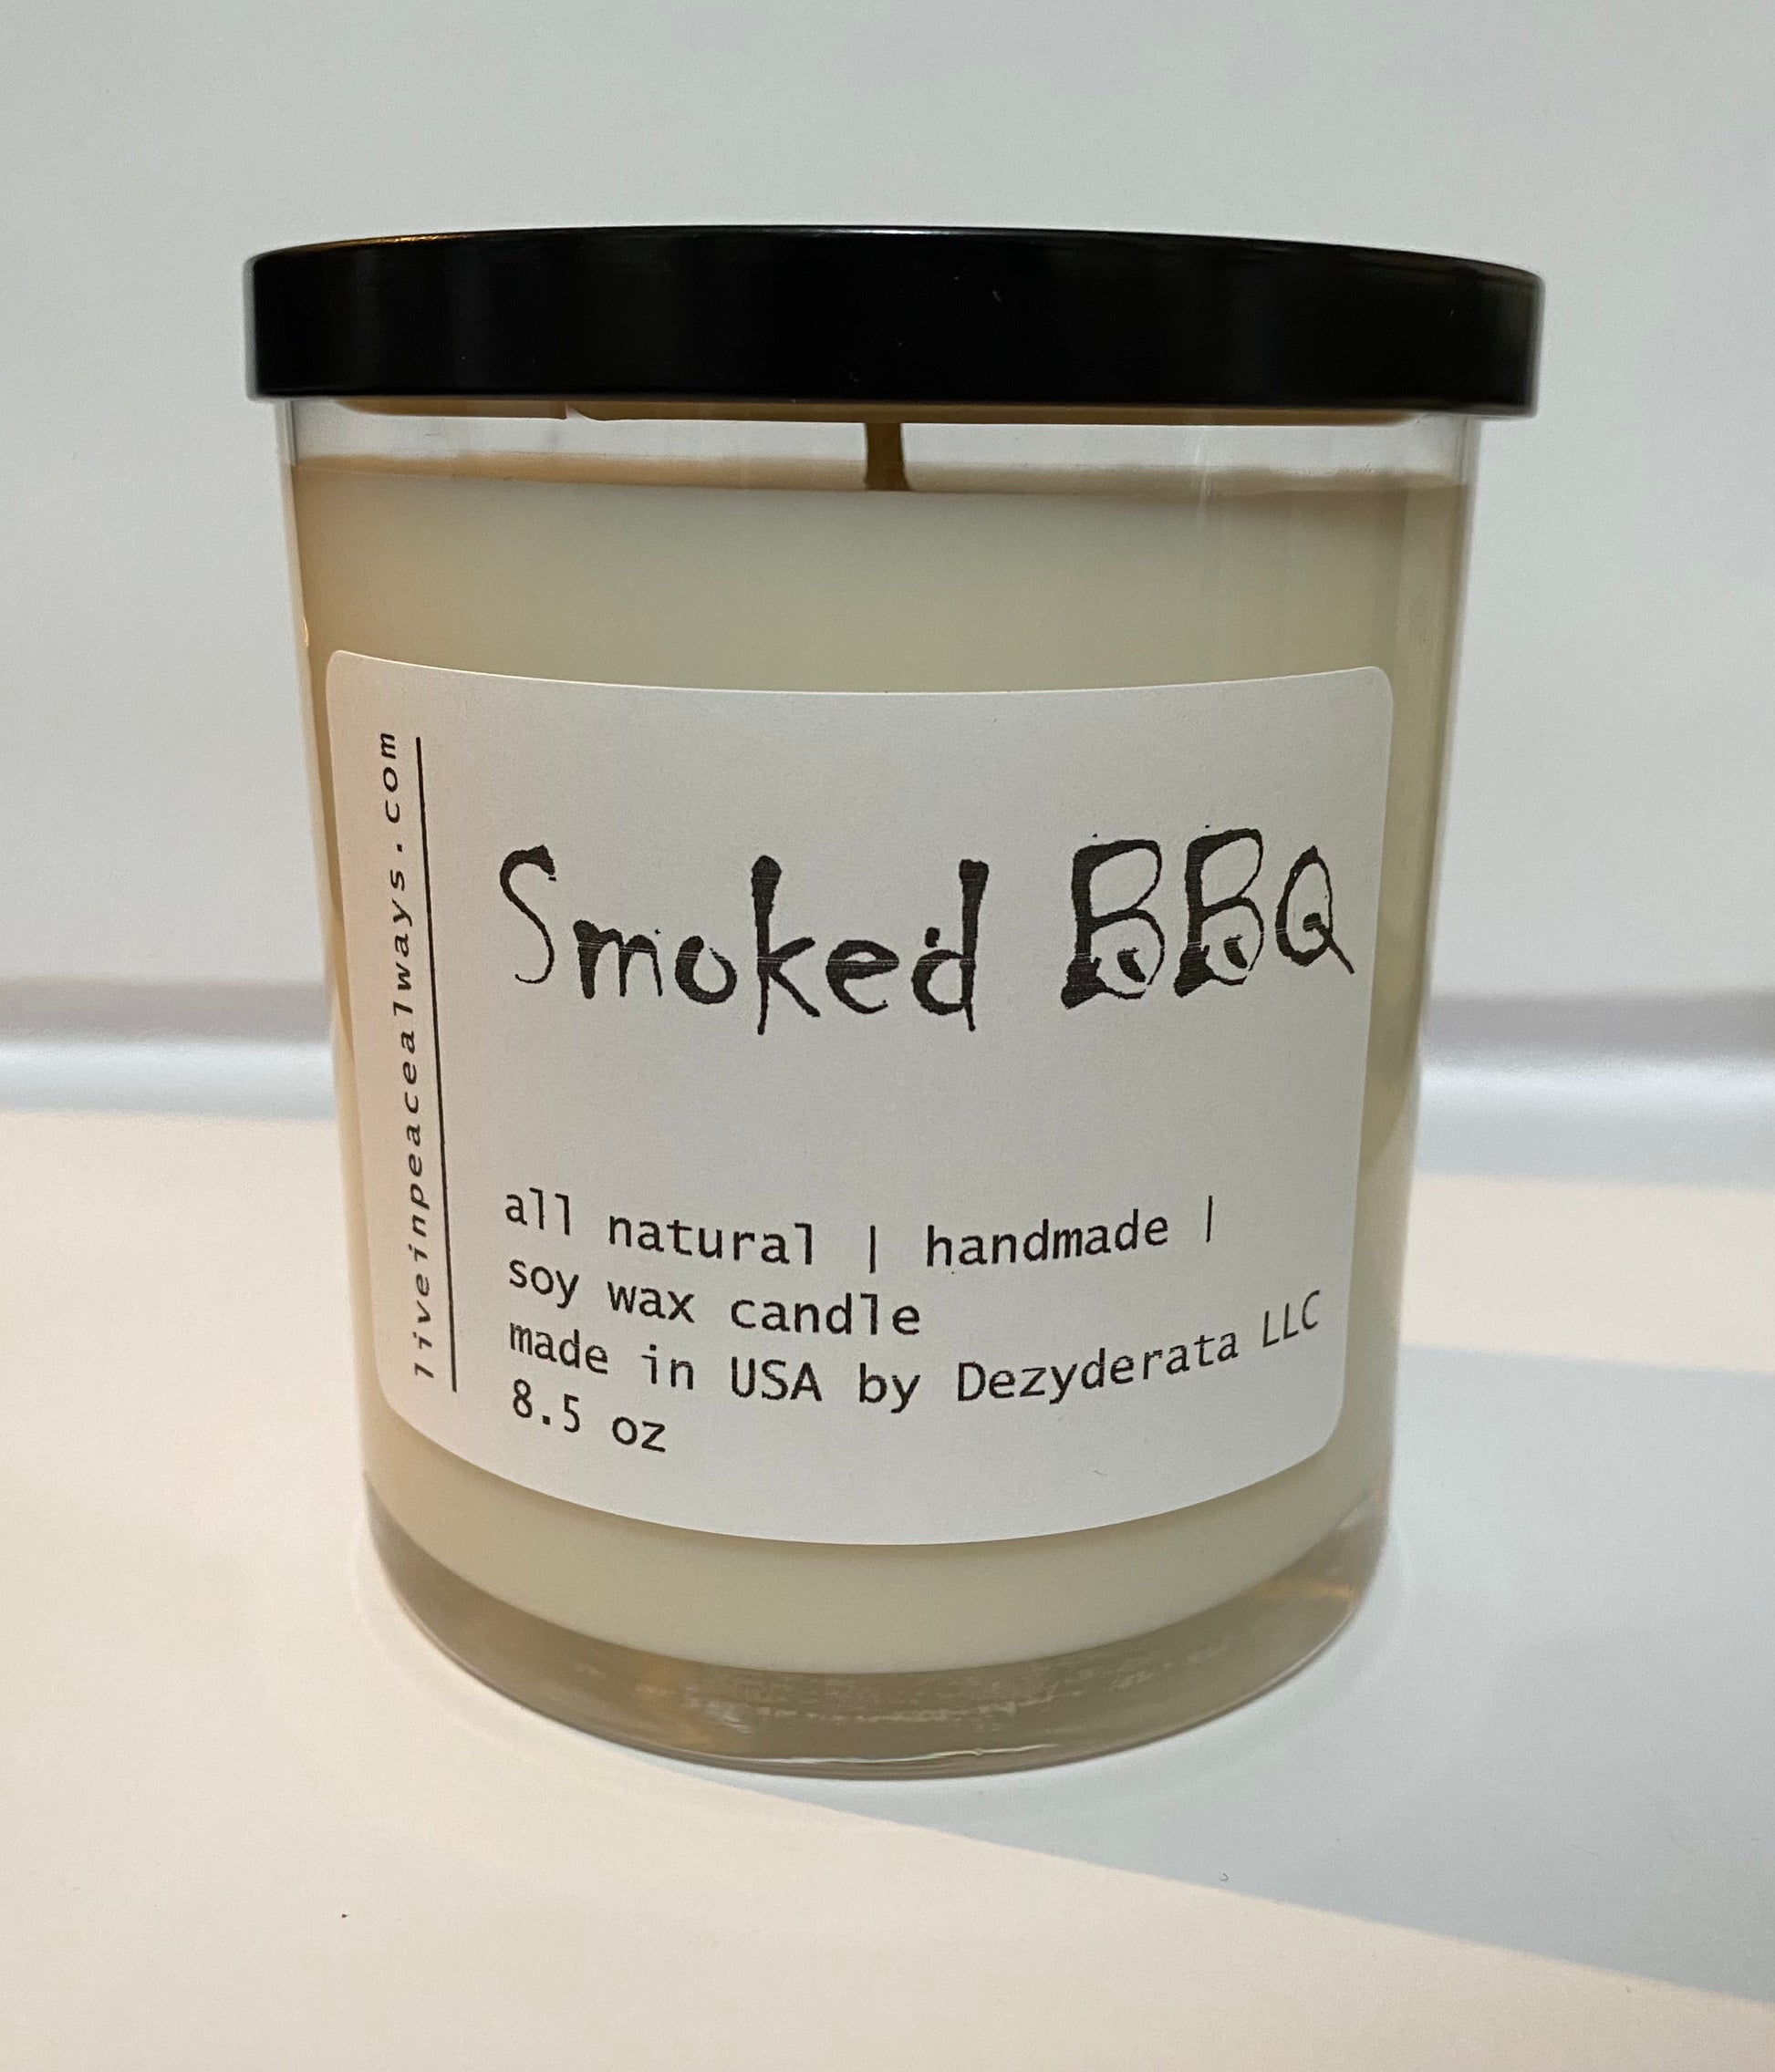 liveinpeacealways.com
Smoked BBQ
all natural | handmade |
soy wax candle
made in USA by Dezyderata LLC
8.5 oz